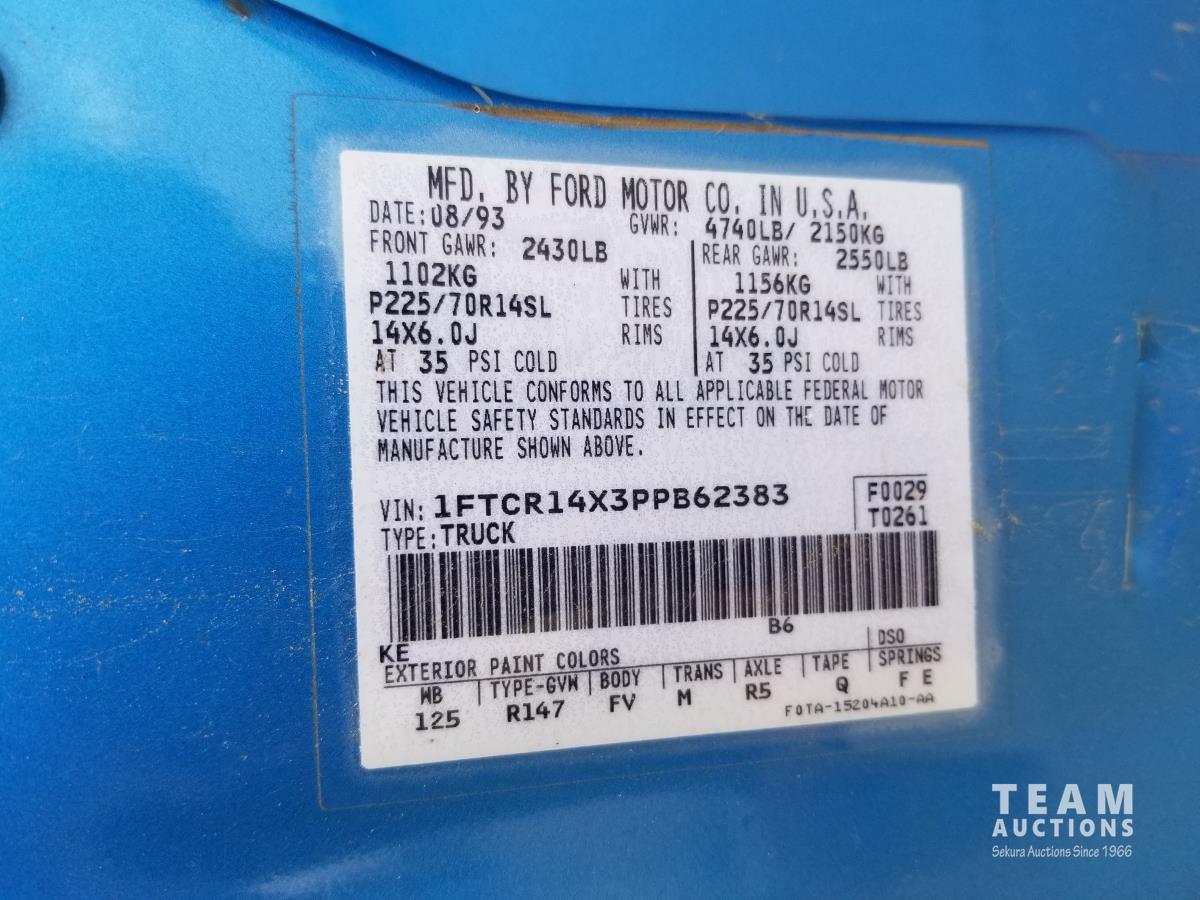 MFD. BY FORD MOTOR CO. IN U.S.A.
DATE: 08/93 GVWR: 4740LB/ 2150KG
FRONT GAWR: 2430LB REAR GAWR: 2550LB
1102KG WITH 1156KG WITH
P225/70R14SL TIRES P225/70R14SL TIRES
14X6.0J RIMS 14X6.0J RIMS
AT 35 PSI COLD AT 35 PSI COLD
THIS VEHICLE CONFORMS TO ALL APPLICABLE FEDERAL MOTOR
VEHICLE SAFETY STANDARDS IN EFFECT ON THE DATE OF
MANUFACTURE SHOWN ABOVE.
VIN: 1FTCR14X3PPB62383 F0029
TYPE: TRUCK T0261
KE B6
EXTERIOR PAINT COLORS DSO
WB TYPE-GVW BODY TRANS AXLE TAPE SPRINGS
125 R147 FV M R5 Q F E
F0TA-15204A10-AA
TEAM
AUCTIONS
Sekura Auctions Since 1966